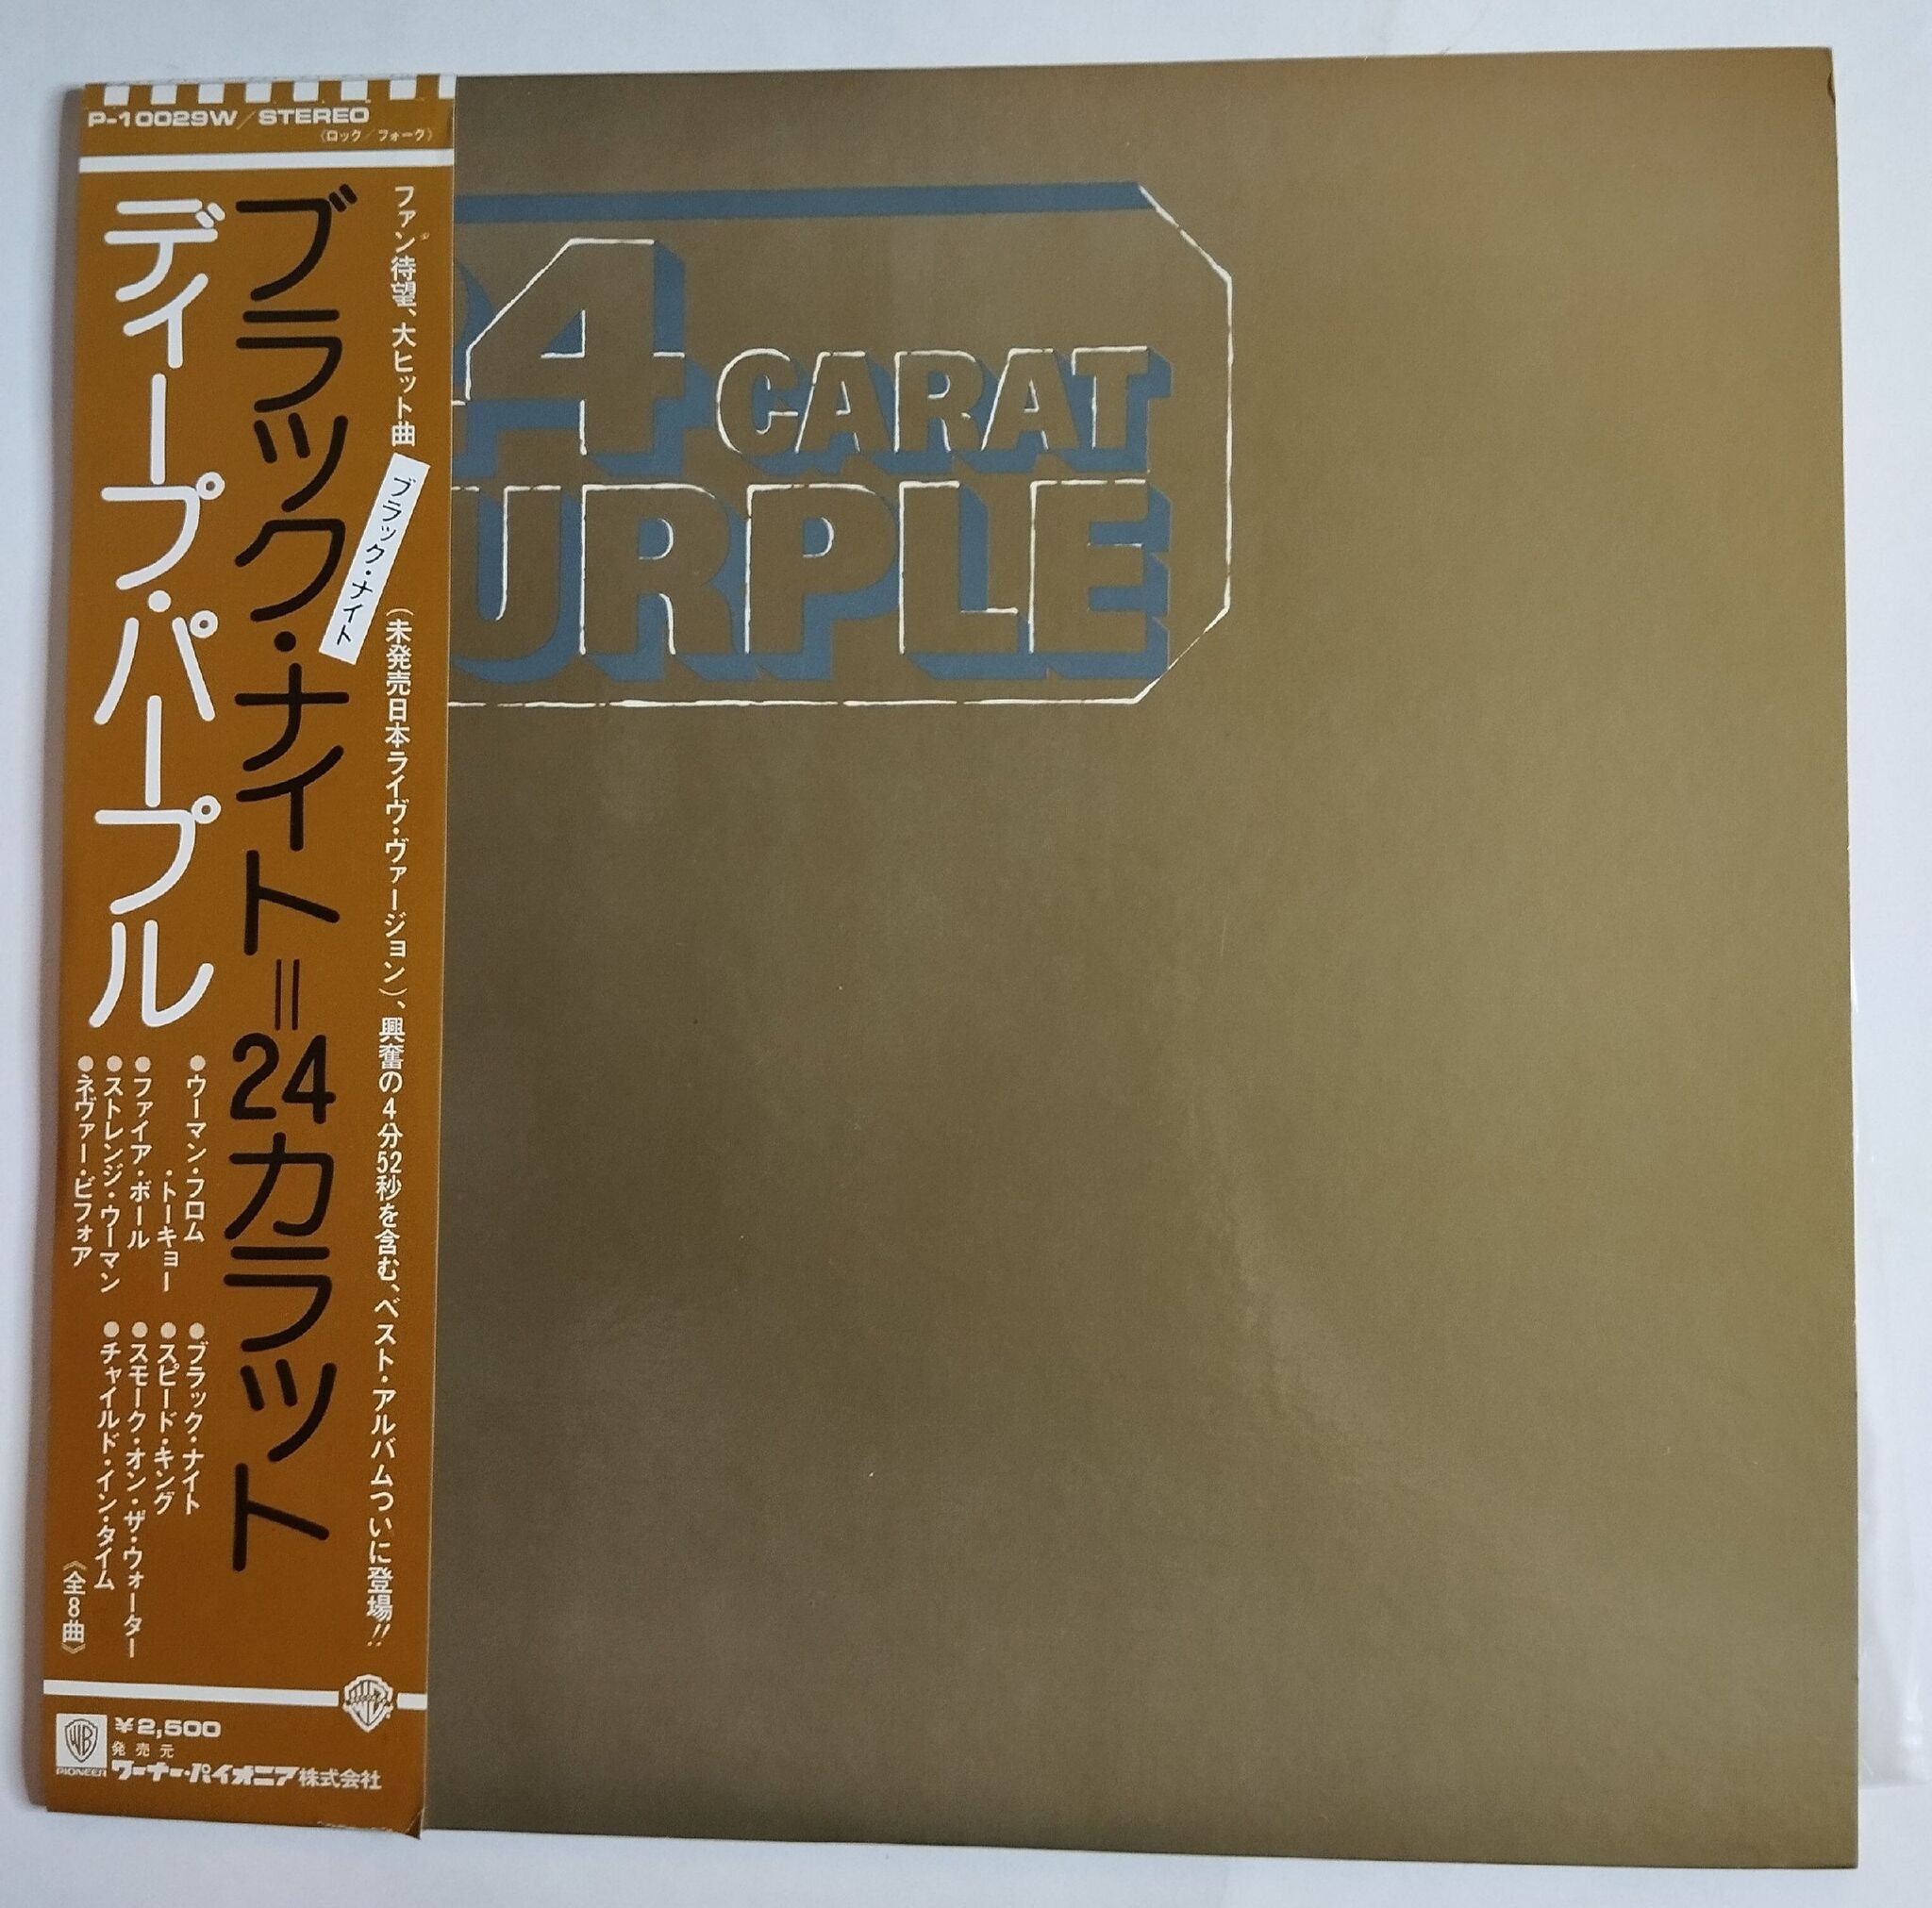 P-10029W/STEREO
(ロック/フォーク)
ファン待望、大ヒット曲
ブラック・ナイト
(未発売日本ライヴ・ヴァージョン)、興奮の4分52秒を含む、ベスト・アルバムついに登場!!
ブラック・ナイト=24カラット
ディープ・パープル
●ウーマン・フロム
・トーキョー
●ファイア・ボール
●ストレンジ・ウーマン
●ネヴァー・ビフォア
●ブラック・ナイト
●スピード・キング
●スモーク・オン・ザ・ウォーター
●チャイルド・イン・タイム
《全8曲》
WB
PIONEER
¥2,500
発売元
ワーナー・パイオニア株式会社
4 CARAT
URPLE